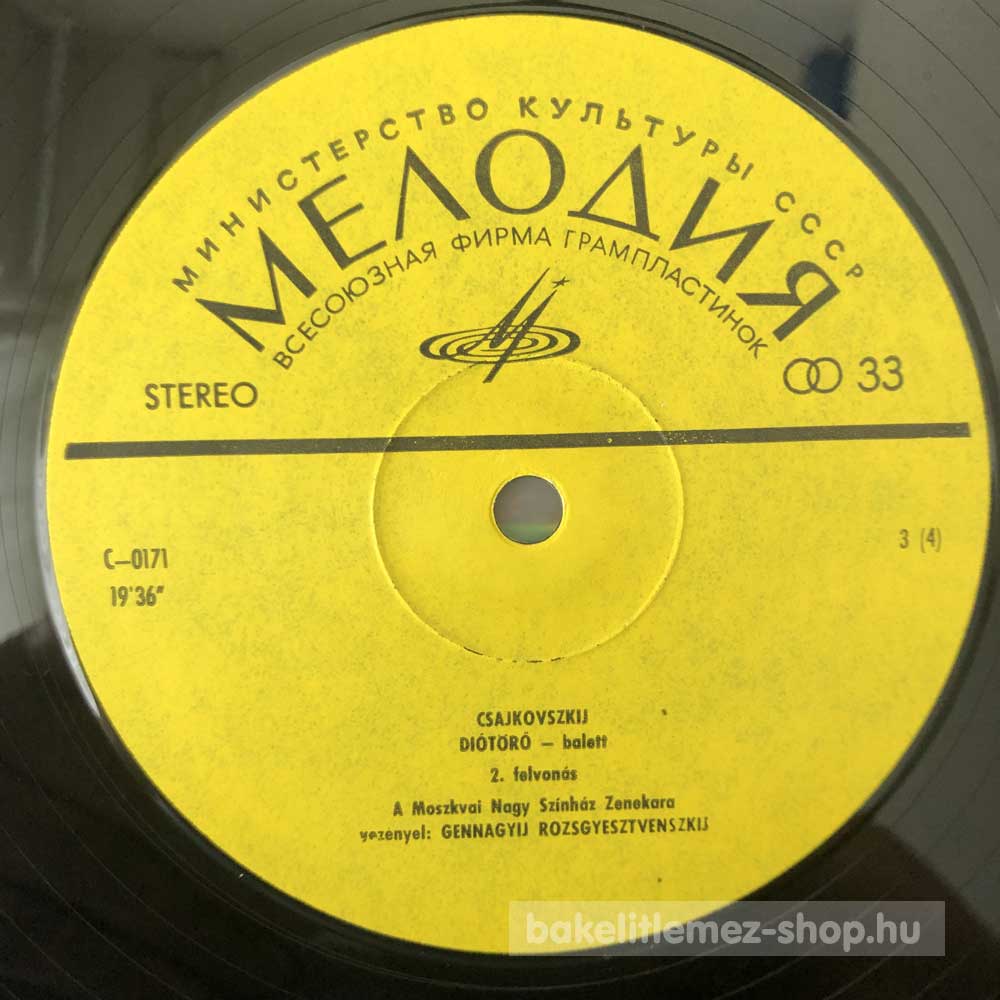 МИНИСТЕРСТВО КУЛЬТУРЫ СССР
МЕЛОДИЯ
ВСЕСОЮЗНАЯ ФИРМА ГРАМПЛАСТИНОК
STEREO
33
C–0171
3 (4)
19'36"
CSAJKOVSZKIJ
DIÓTÖRŐ – balett
2. felvonás
A Moszkvai Nagy Színház Zenekara
vezényel: GENNAGYIJ ROZSGYESZTVENSZKIJ
bakelitlemez-shop.hu